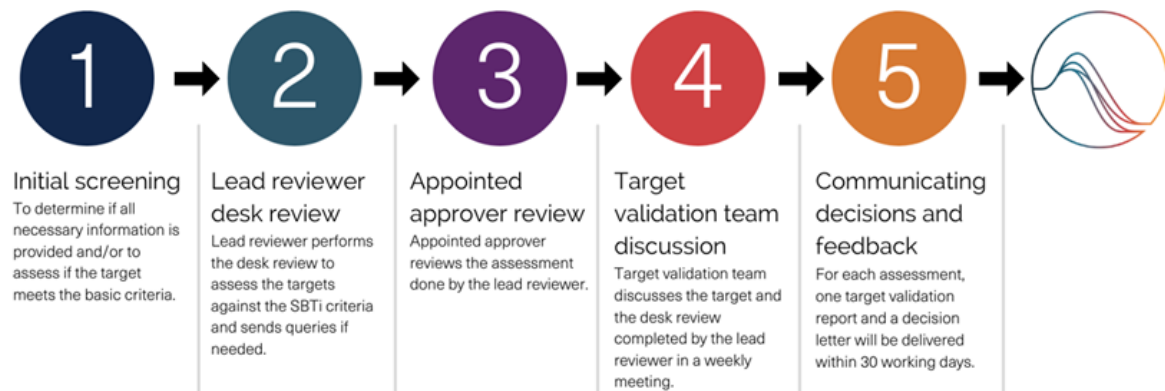 1
2
3
4
5
Initial screening
To determine if all
necessary information is
provided and/or to
assess if the target
meets the basic criteria.
Lead reviewer
desk review
Lead reviewer performs
the desk review to
assess the targets
against the SBTi criteria
and sends queries if
needed.
Appointed
approver review
Appointed approver
reviews the assessment
done by the lead reviewer.
Target
validation team
discussion
Target validation team
discusses the target and
the desk review
completed by the lead
reviewer in a weekly
meeting.
Communicating
decisions and
feedback
For each assessment,
one target validation
report and a decision
letter will be delivered
within 30 working days.